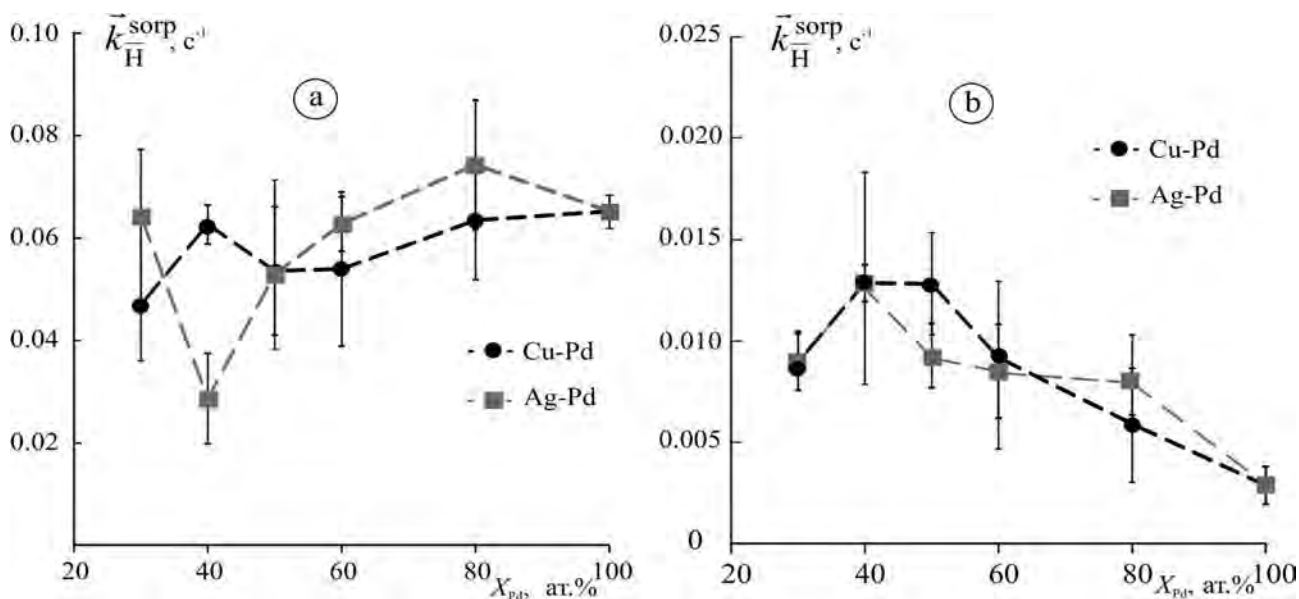 0.10
k⃗ sorp H̅, c⁻¹
a
0.08
0.06
0.04
0.02
Cu-Pd
Ag-Pd
20 40 60 80 100
X Pd, ат.%
0.025
k⃗ sorp H̅, c⁻¹
b
0.020
Cu-Pd
Ag-Pd
0.015
0.010
0.005
0
20 40 60 80 100
X Pd, ат.%